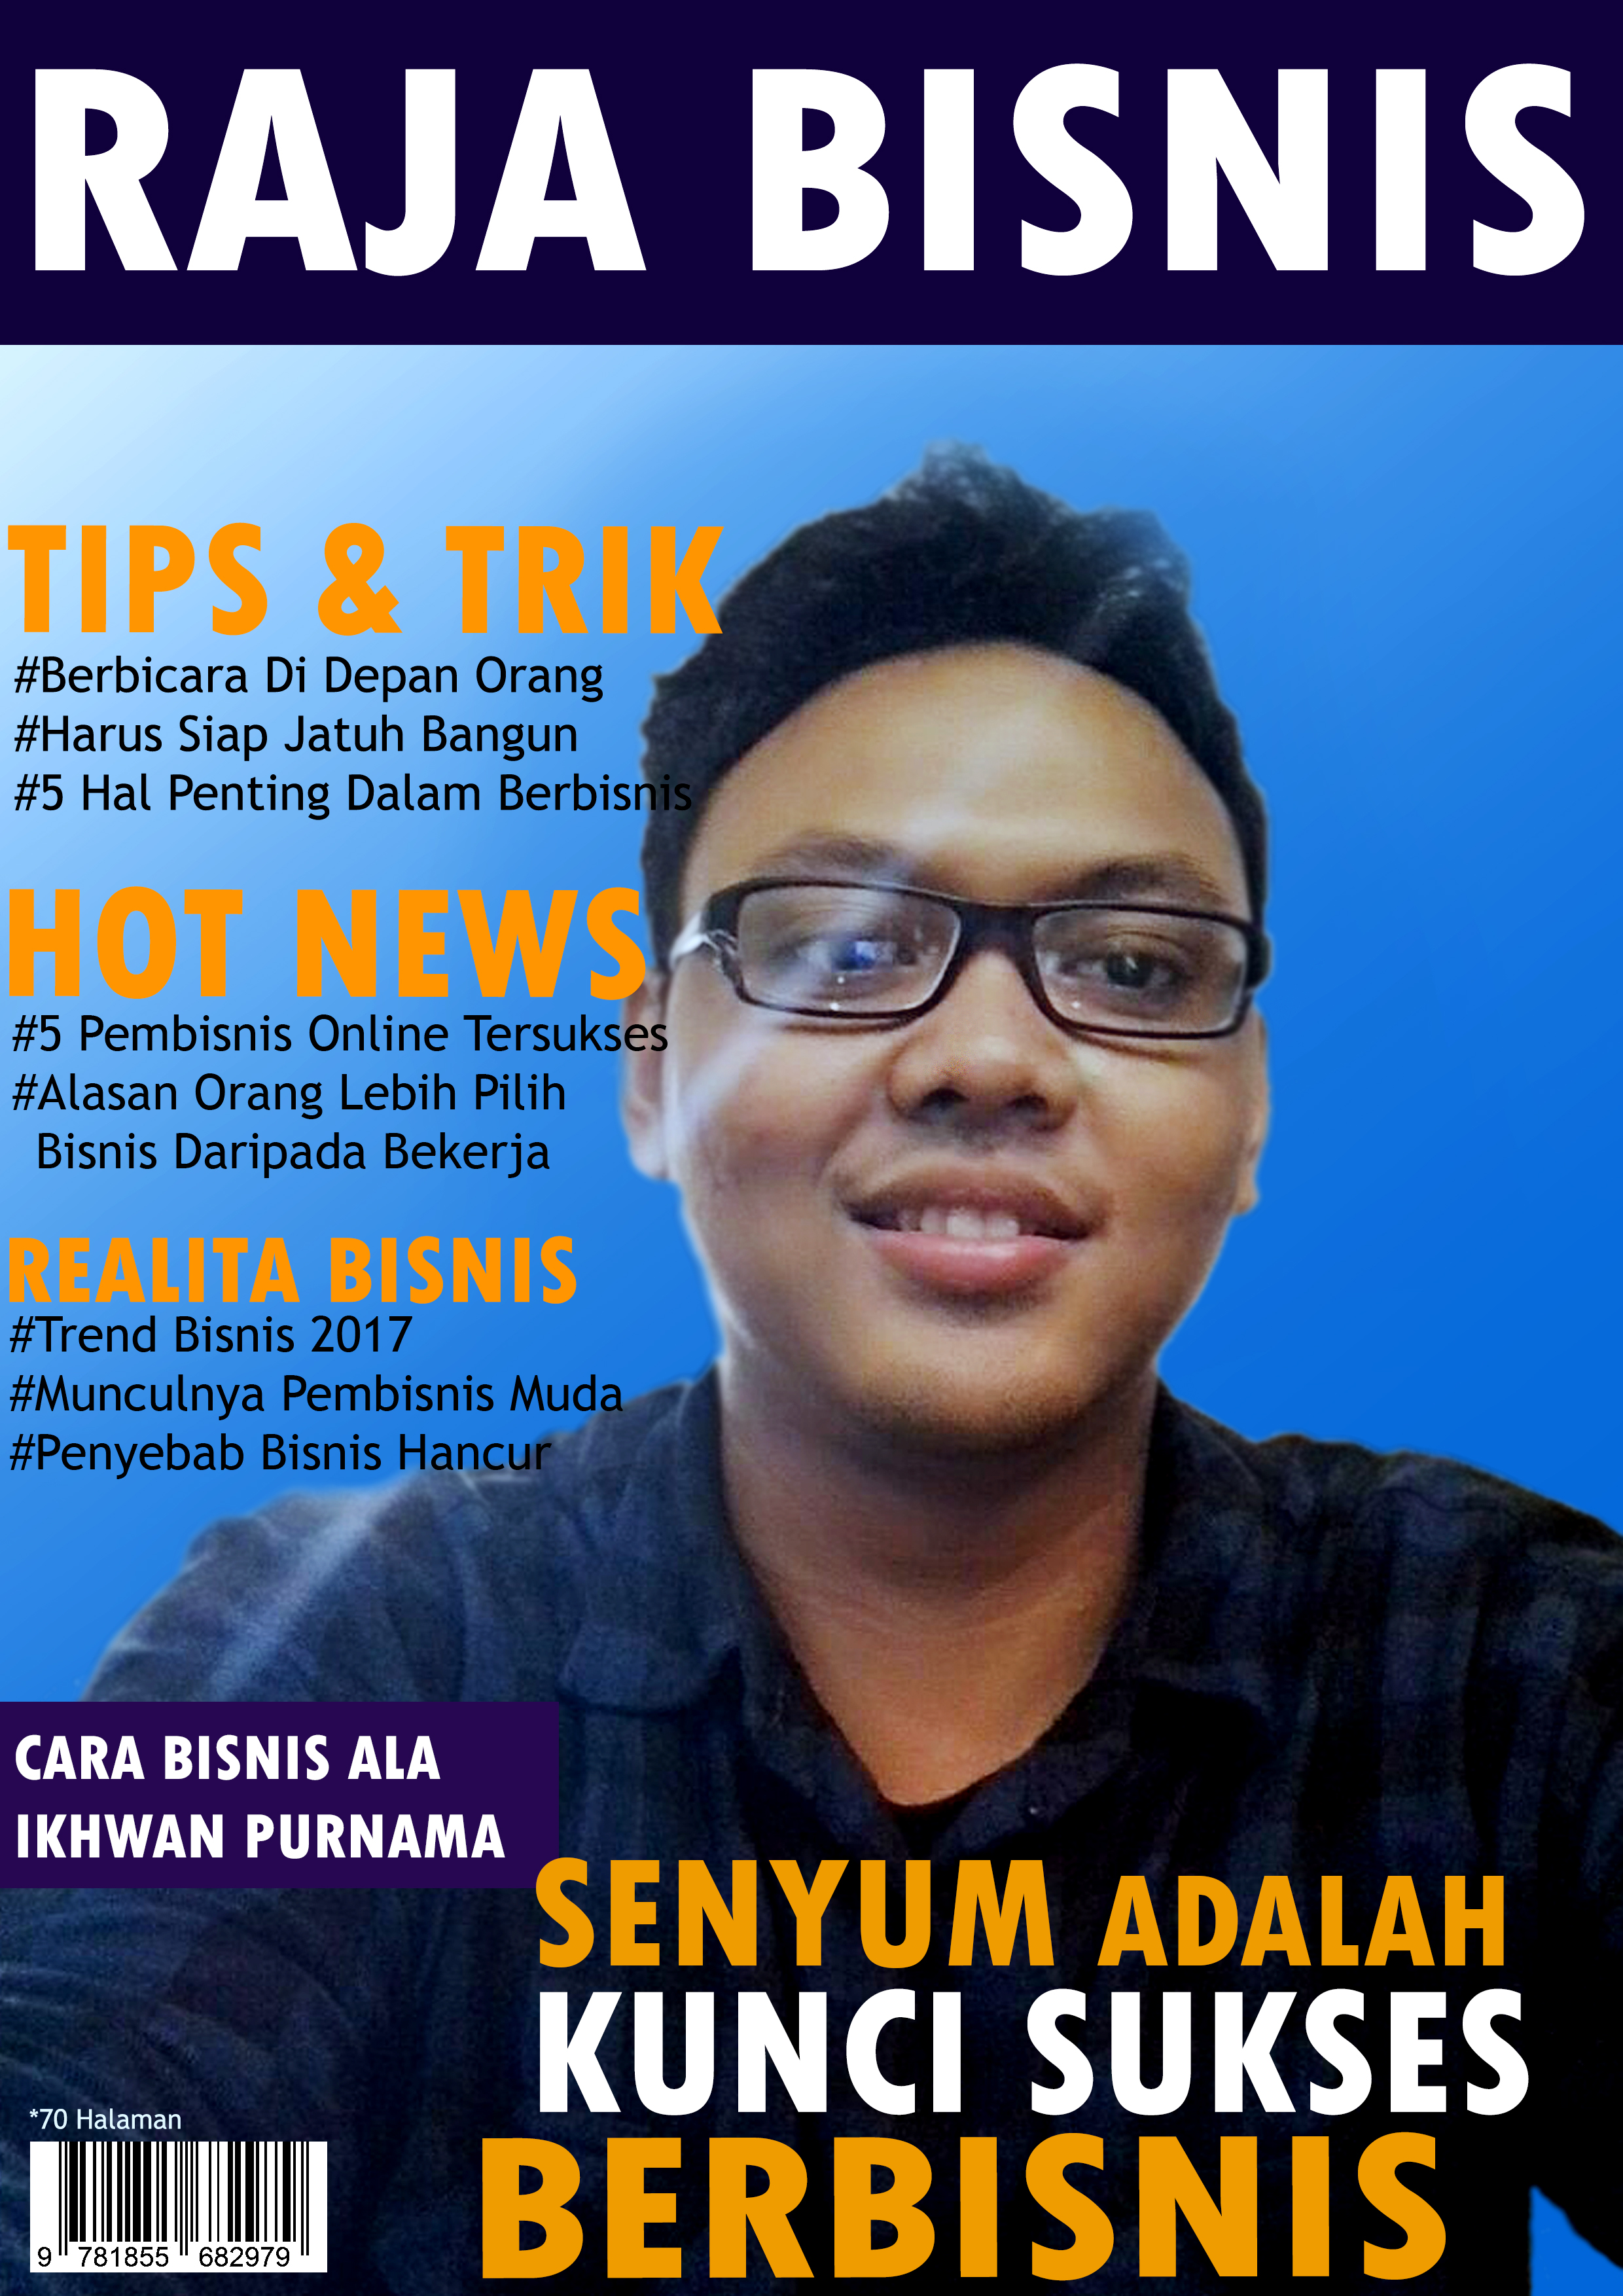 RAJA BISNIS
TIPS & TRIK
#Berbicara Di Depan Orang
#Harus Siap Jatuh Bangun
#5 Hal Penting Dalam Berbisnis
HOT NEWS
#5 Pembisnis Online Tersukses
#Alasan Orang Lebih Pilih
Bisnis Daripada Bekerja
REALITA BISNIS
#Trend Bisnis 2017
#Munculnya Pembisnis Muda
#Penyebab Bisnis Hancur
CARA BISNIS ALA
IKHWAN PURNAMA
SENYUM ADALAH
KUNCI SUKSES
BERBISNIS
*70 Halaman
9 781855 682979